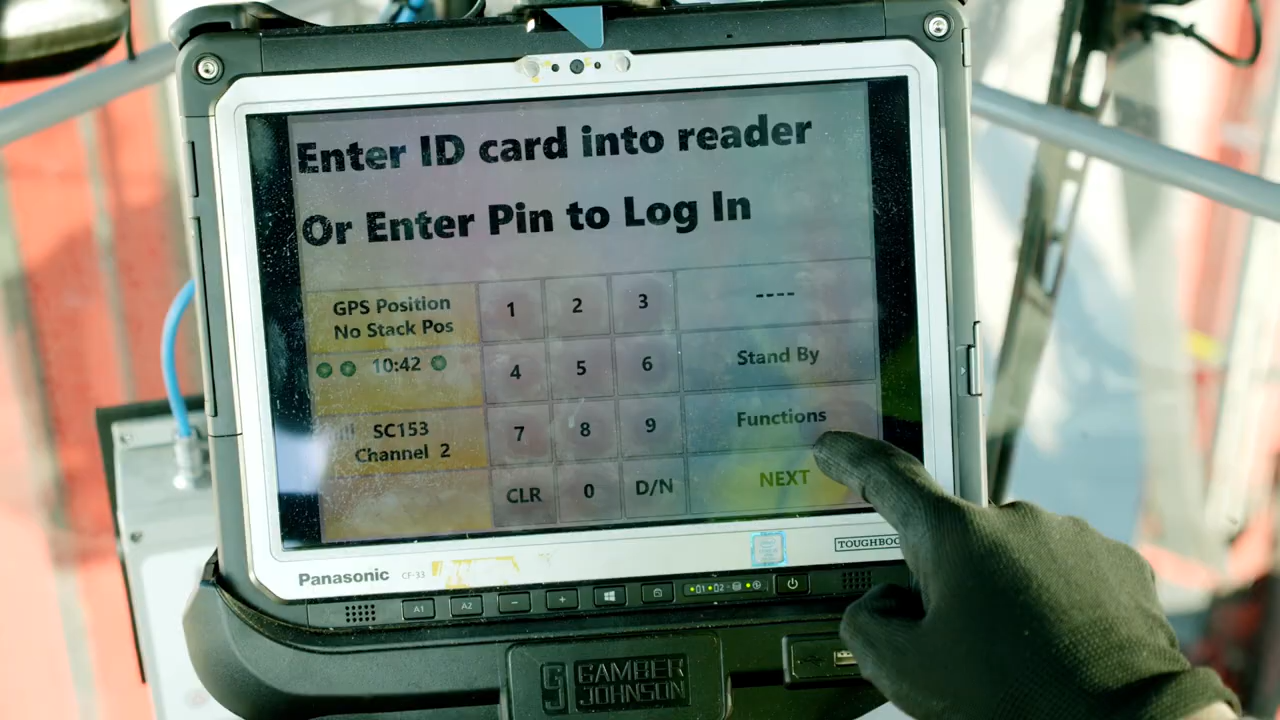 Enter ID card into reader
Or Enter Pin to Log In
GPS Position
No Stack Pos
10:42
SC153
Channel 2
1 2 3 ----
4 5 6 Stand By
7 8 9 Functions
CLR 0 D/N NEXT
TOUGHBOO
Panasonic CF-33
A1 A2 - +
GAMBER
JOHNSON